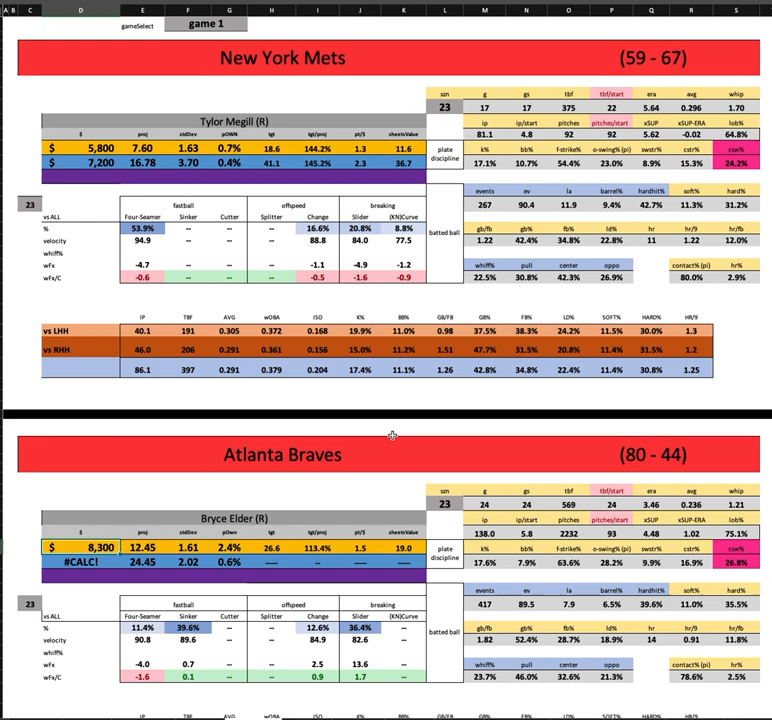 A B C D E F G H I J K L M N O P Q R S
gameSelect game 1
New York Mets (59 - 67)
szn g gs tbf tbf/start era avg whip
23 17 17 375 22 5.64 0.296 1.70
Tylor Megill (R) ip ip/start pitches pitches/start xSUP xSUP-ERA lob%
$ proj stdDev pOWN tgt tgt/proj pt/$ sheetsValue 81.1 4.8 92 92 5.62 -0.02 64.8%
$ 5,800 7.60 1.63 0.7% 18.6 144.2% 1.3 11.6 plate k% bb% f-strike% o-swing% (pi) swstr% cstr% csw%
$ 7,200 16.78 3.70 0.4% 41.1 145.2% 2.3 36.7 discipline 17.1% 10.7% 54.4% 23.0% 8.9% 15.3% 24.2%
events ev la barrel% hardhit% soft% hard%
23 fastball offspeed breaking 267 90.4 11.9 9.4% 42.7% 11.3% 31.2%
vs ALL Four-Seamer Sinker Cutter Splitter Change Slider (KN)Curve
% 53.9% -- -- -- 16.6% 20.8% 8.8% batted ball gb/fb gb% fb% ld% hr hr/9 hr/fb
velocity 94.9 -- -- -- 88.8 84.0 77.5 1.22 42.4% 34.8% 22.8% 11 1.22 12.0%
whiff%
wFx -4.7 -- -- -- -1.1 -4.9 -1.2 whiff% pull center oppo contact% (pi) hr%
wFx/C -0.6 -- -- -- -0.5 -1.6 -0.9 22.5% 30.8% 42.3% 26.9% 80.0% 2.9%
IP TBF AVG wOBA ISO K% BB% GB/FB GB% FB% LD% SOFT% HARD% HR/9
vs LHH 40.1 191 0.305 0.372 0.168 19.9% 11.0% 0.98 37.5% 38.3% 24.2% 11.5% 30.0% 1.3
vs RHH 46.0 206 0.291 0.361 0.156 15.0% 11.2% 1.51 47.7% 31.5% 20.8% 11.4% 31.5% 1.2
86.1 397 0.291 0.379 0.204 17.4% 11.1% 1.26 42.8% 34.8% 22.4% 11.4% 30.8% 1.25
Atlanta Braves (80 - 44)
szn g gs tbf tbf/start era avg whip
23 24 24 569 24 3.46 0.236 1.21
Bryce Elder (R) ip ip/start pitches pitches/start xSUP xSUP-ERA lob%
$ proj stdDev pOwn tgt tgt/proj pt/$ sheetsValue 138.0 5.8 2232 93 4.48 1.02 75.1%
$ 8,300 12.45 1.61 2.4% 26.6 113.4% 1.5 19.0 plate k% bb% f-strike% o-swing% (pi) swstr% cstr% csw%
#CALC! 24.45 2.02 0.6% ----- ----- -- ----- discipline 17.6% 7.9% 63.6% 28.2% 9.9% 16.9% 26.8%
events ev la barrel% hardhit% soft% hard%
23 fastball offspeed breaking 417 89.5 7.9 6.5% 39.6% 11.0% 35.5%
vs ALL Four-Seamer Sinker Cutter Splitter Change Slider (KN)Curve
% 11.4% 39.6% -- -- 12.6% 36.4% -- batted ball gb/fb gb% fb% ld% hr hr/9 hr/fb
velocity 90.8 89.6 -- -- 84.9 82.6 -- 1.82 52.4% 28.7% 18.9% 14 0.91 11.8%
whiff%
wFx -4.0 0.7 -- -- 2.5 13.6 -- whiff% pull center oppo contact% (pi) hr%
wFx/C -1.6 0.1 -- -- 0.9 1.7 -- 23.7% 46.0% 32.6% 21.3% 78.6% 2.5%
IP TBF AVG wOBA ISO K% BB% GB/FB GB% FB% LD% SOFT% HARD% HR/9